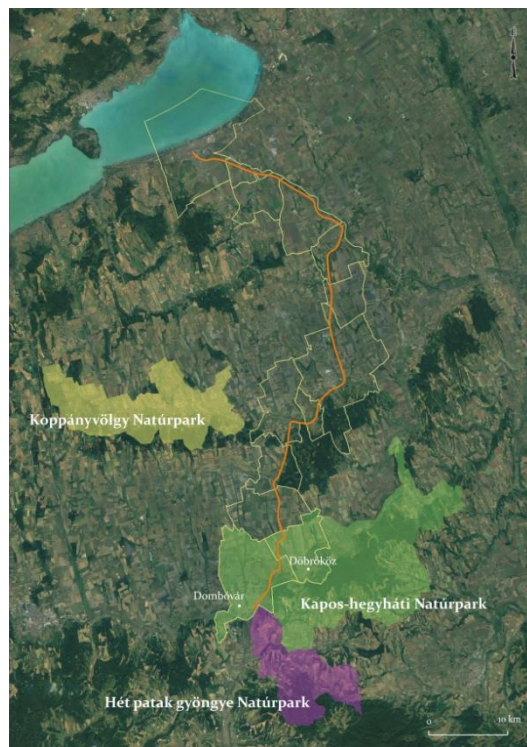 Koppányvölgy Natúrpark
Döbrököz
Dombóvár
Kapos-hegyháti Natúrpark
Hét patak gyöngye Natúrpark
0 10 km